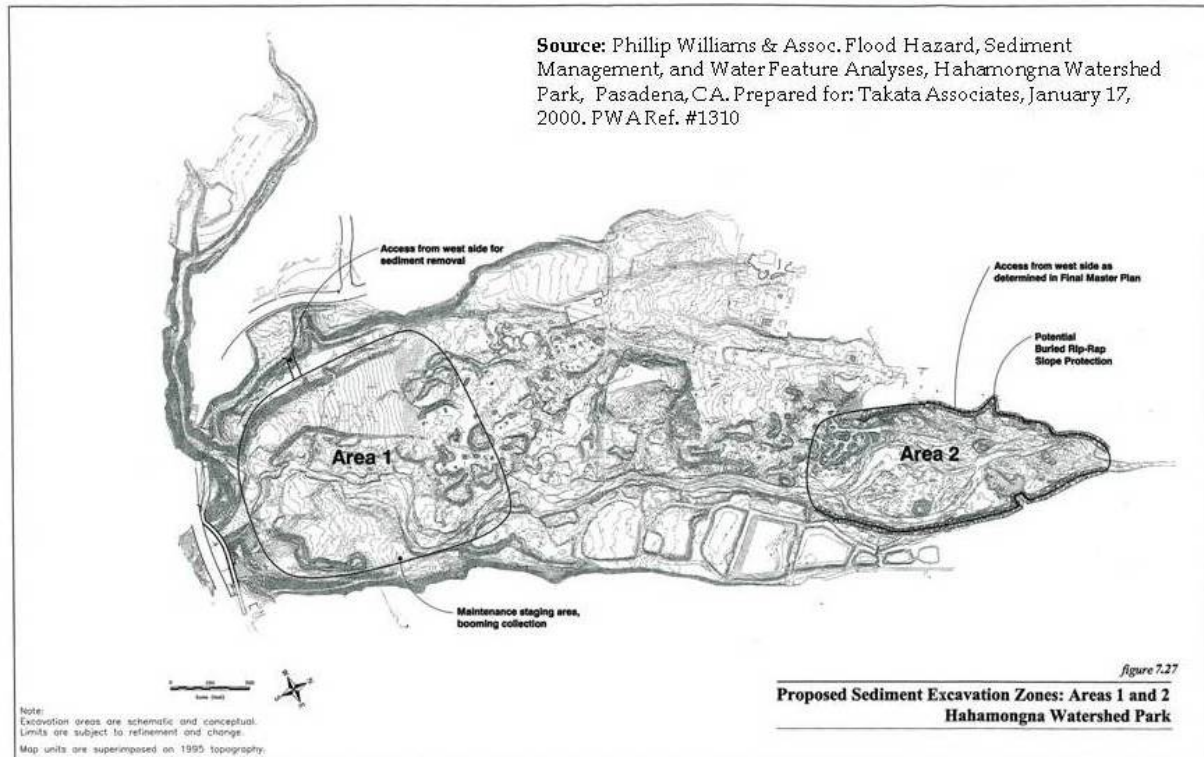 Source: Phillip Williams & Assoc. Flood Hazard, Sediment
Management, and Water Feature Analyses, Hahamongna Watershed
Park, Pasadena, CA. Prepared for: Takata Associates, January 17,
2000. PWA Ref. #1310
Access from west side for
sediment removal
Access from west side as
determined in Final Master Plan
Potential
Buried Rip-Rap
Slope Protection
Area 1
Area 2
Maintenance staging area,
booming collection
figure 7.27
Proposed Sediment Excavation Zones: Areas 1 and 2
Hahamongna Watershed Park
Note:
Excavation areas are schematic and conceptual.
Limits are subject to refinement and change.
Map units are superimposed on 1995 topography.